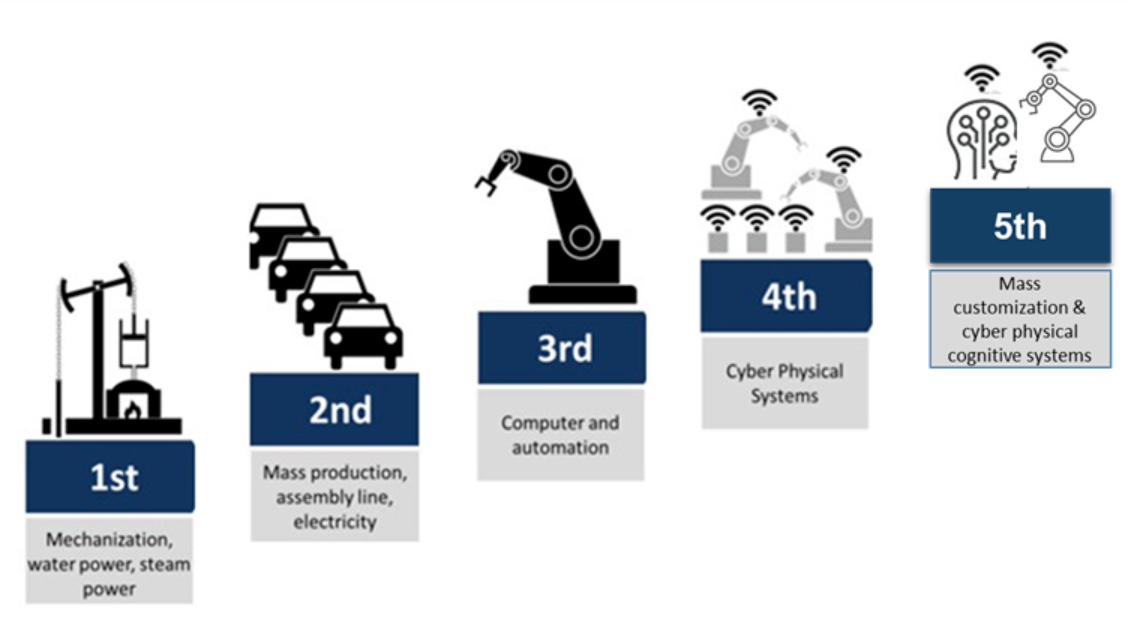 1st
Mechanization,
water power, steam
power
2nd
Mass production,
assembly line,
electricity
3rd
Computer and
automation
4th
Cyber Physical
Systems
5th
Mass
customization &
cyber physical
cognitive systems